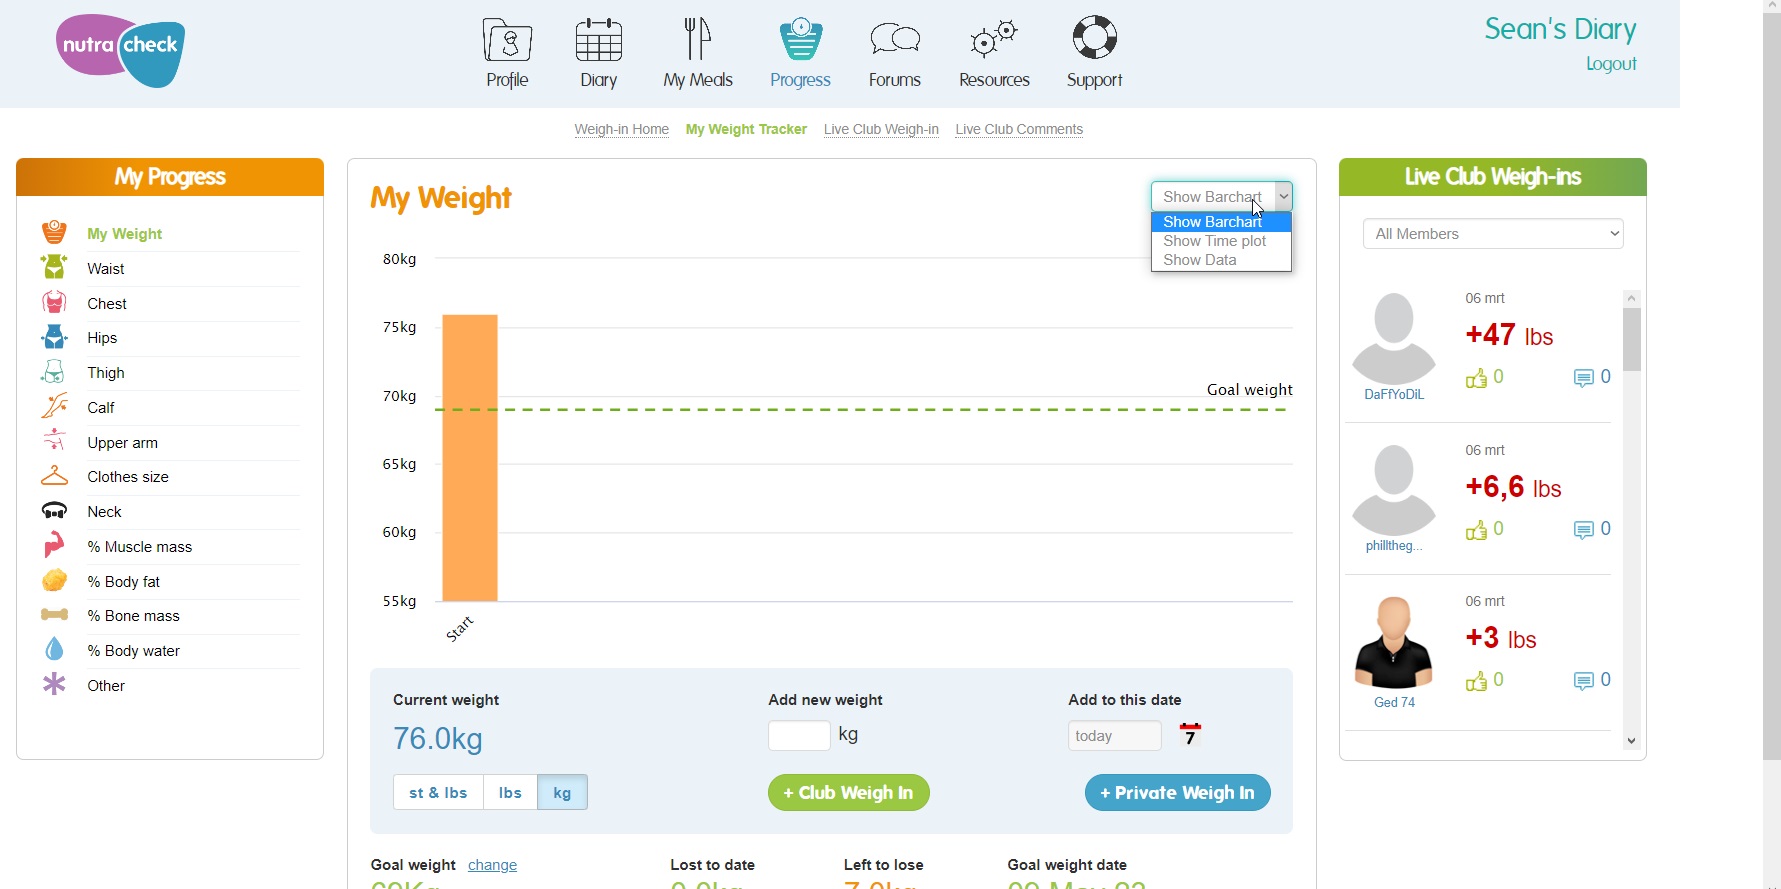 nutra check
Profile
Diary
My Meals
Progress
Forums
Resources
Support
Sean's Diary
Logout
Weigh-in Home
My Weight Tracker
Live Club Weigh-in
Live Club Comments
My Progress
My Weight
Waist
Chest
Hips
Thigh
Calf
Upper arm
Clothes size
Neck
% Muscle mass
% Body fat
% Bone mass
% Body water
Other
My Weight
Show Barchart
Show Barchart
Show Time plot
Show Data
80kg
75kg
70kg
65kg
60kg
55kg
Goal weight
Start
Current weight
76.0kg
st & lbs
lbs
kg
Add new weight
kg
+ Club Weigh In
Add to this date
today
7
+ Private Weigh In
Goal weight change
Lost to date
Left to lose
Goal weight date
Live Club Weigh-ins
All Members
06 mrt
+47 lbs
0
0
DaFfYoDiL
06 mrt
+6,6 lbs
0
0
philltheg...
06 mrt
+3 lbs
0
0
Ged 74